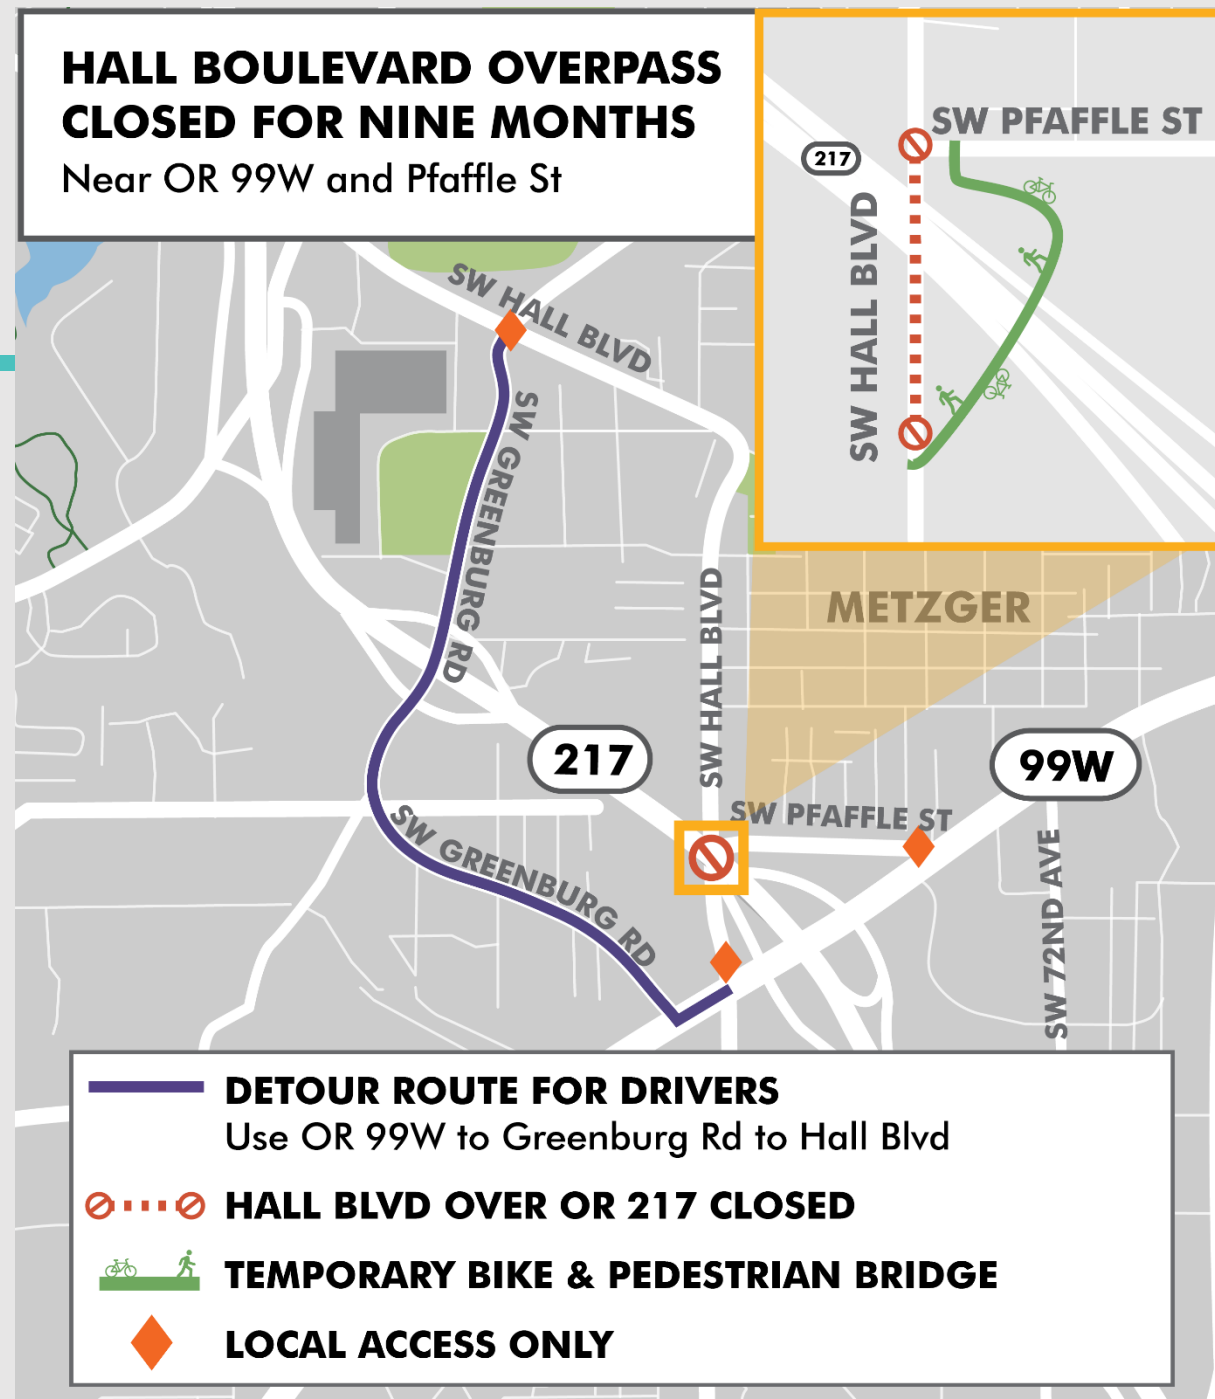 HALL BOULEVARD OVERPASS
CLOSED FOR NINE MONTHS
Near OR 99W and Pfaffle St
SW PFAFFLE ST
217
SW HALL BLVD
SW HALL BLVD
SW GREENBURG RD
SW HALL BLVD
METZGER
217
99W
SW PFAFFLE ST
SW GREENBURG RD
SW 72ND AVE
DETOUR ROUTE FOR DRIVERS
Use OR 99W to Greenburg Rd to Hall Blvd
HALL BLVD OVER OR 217 CLOSED
TEMPORARY BIKE & PEDESTRIAN BRIDGE
LOCAL ACCESS ONLY